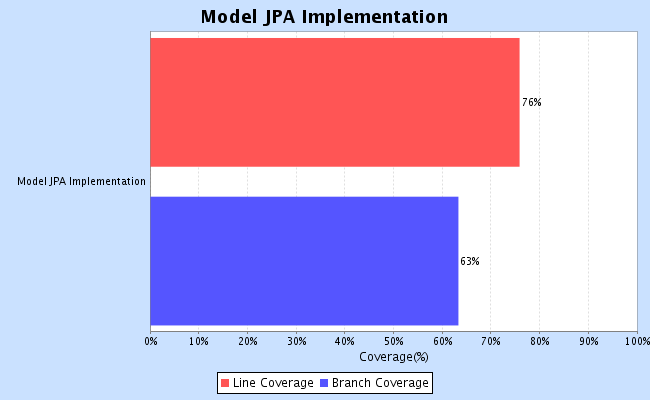 Model JPA Implementation
76%
Model JPA Implementation
63%
0% 10% 20% 30% 40% 50% 60% 70% 80% 90% 100%
Coverage(%)
Line Coverage Branch Coverage